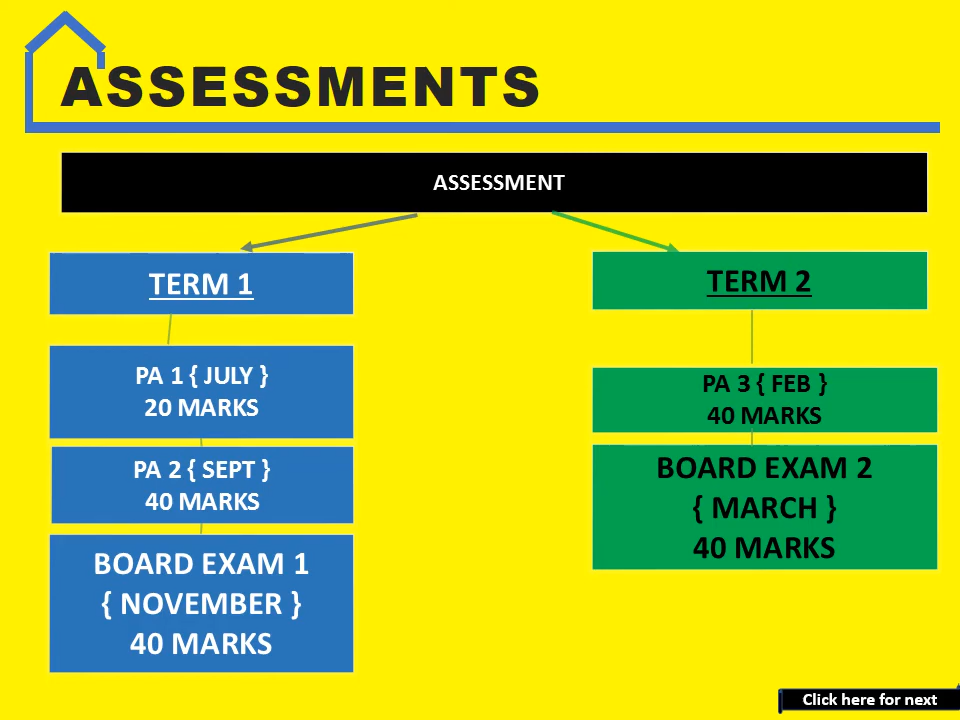 ASSESSMENTS
ASSESSMENT
TERM 1
PA 1 { JULY }
20 MARKS
PA 2 { SEPT }
40 MARKS
BOARD EXAM 1
{ NOVEMBER }
40 MARKS
TERM 2
PA 3 { FEB }
40 MARKS
BOARD EXAM 2
{ MARCH }
40 MARKS
Click here for next